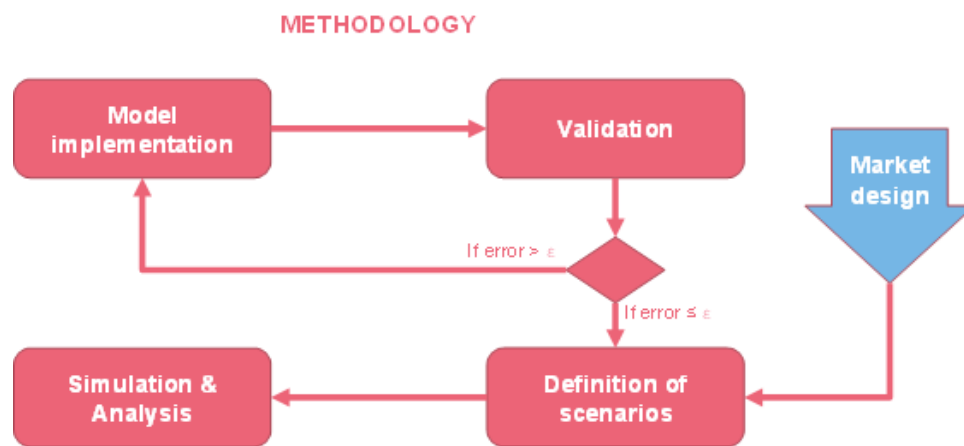 METHODOLOGY
Model
implementation
Validation
Market
design
If error > ε
If error ≤ ε
Simulation &
Analysis
Definition of
scenarios